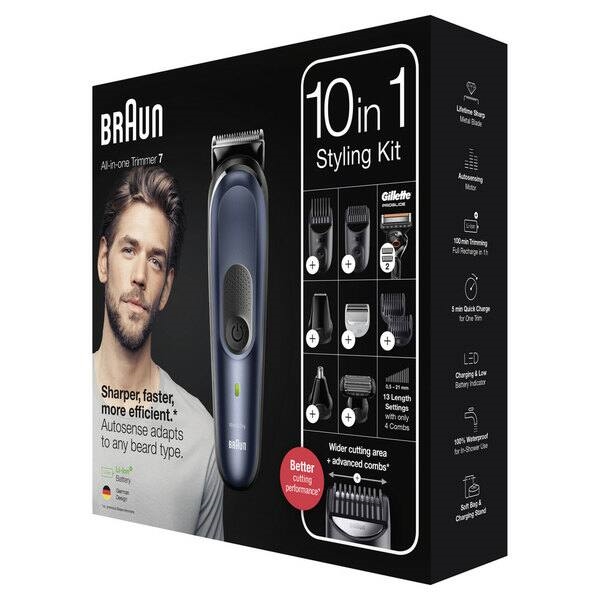 BRAUN
All-in-one Trimmer 7
Sharper, faster,
more efficient.*
Autosense adapts
to any beard type.
Li-Ion+
Battery
German
Design
BRAUN
10 in 1
Styling Kit
Gillette
PROGLIDE
2
0.5 - 21 mm
13 Length
Settings
with only
4 Combs
Better
cutting
performance*
Wider cutting area
+ advanced combs*
Lifetime Sharp
Metal Blade
Autosensing
Motor
Li-Ion
100 min Trimming
Full Recharge in 1h
5 min Quick Charge
for One Trim
LED
Charging & Low
Battery Indicator
100% Waterproof
for In-Shower Use
Soft Bag &
Charging Stand